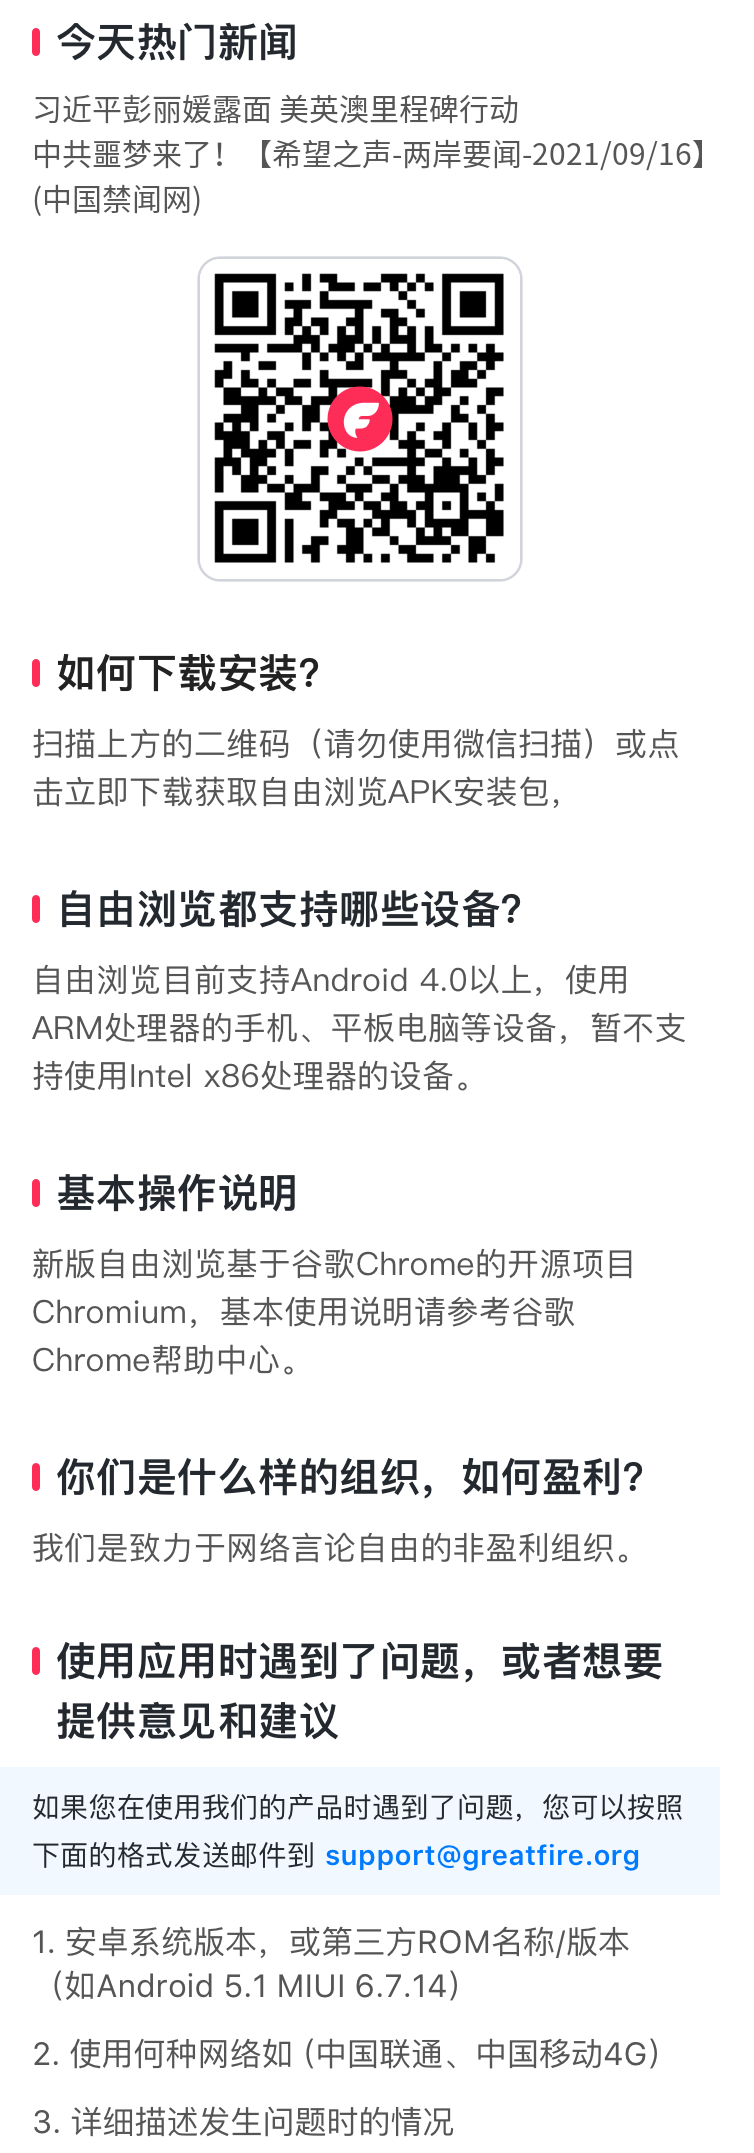 今天热门新闻
习近平彭丽媛露面 美英澳里程碑行动
中共噩梦来了！【希望之声-两岸要闻-2021/09/16】
(中国禁闻网)
如何下载安装?
扫描上方的二维码（请勿使用微信扫描）或点
击立即下载获取自由浏览APK安装包，
自由浏览都支持哪些设备?
自由浏览目前支持Android 4.0以上，使用
ARM处理器的手机、平板电脑等设备，暂不支
持使用Intel x86处理器的设备。
基本操作说明
新版自由浏览基于谷歌Chrome的开源项目
Chromium，基本使用说明请参考谷歌
Chrome帮助中心。
你们是什么样的组织，如何盈利?
我们是致力于网络言论自由的非盈利组织。
使用应用时遇到了问题，或者想要
提供意见和建议
如果您在使用我们的产品时遇到了问题，您可以按照
下面的格式发送邮件到 support@greatfire.org
1. 安卓系统版本，或第三方ROM名称/版本
（如Android 5.1 MIUI 6.7.14）
2. 使用何种网络如 (中国联通、中国移动4G）
3. 详细描述发生问题时的情况